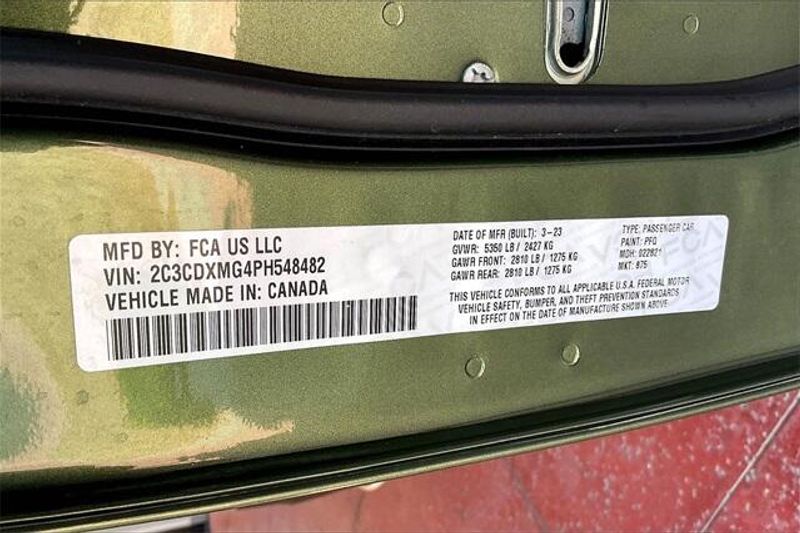 MFD BY: FCA US LLC
VIN: 2C3CDXMG4PH548482
VEHICLE MADE IN: CANADA
DATE OF MFR (BUILT): 3-23
GVWR: 5350 LB / 2427 KG
GAWR FRONT: 2810 LB / 1275 KG
GAWR REAR: 2810 LB / 1275 KG
TYPE: PASSENGER CAR
PAINT: PFQ
MDH: 022821
MKT: 975
THIS VEHICLE CONFORMS TO ALL APPLICABLE U.S.A. FEDERAL MOTOR
VEHICLE SAFETY, BUMPER, AND THEFT PREVENTION STANDARDS
IN EFFECT ON THE DATE OF MANUFACTURE SHOWN ABOVE.